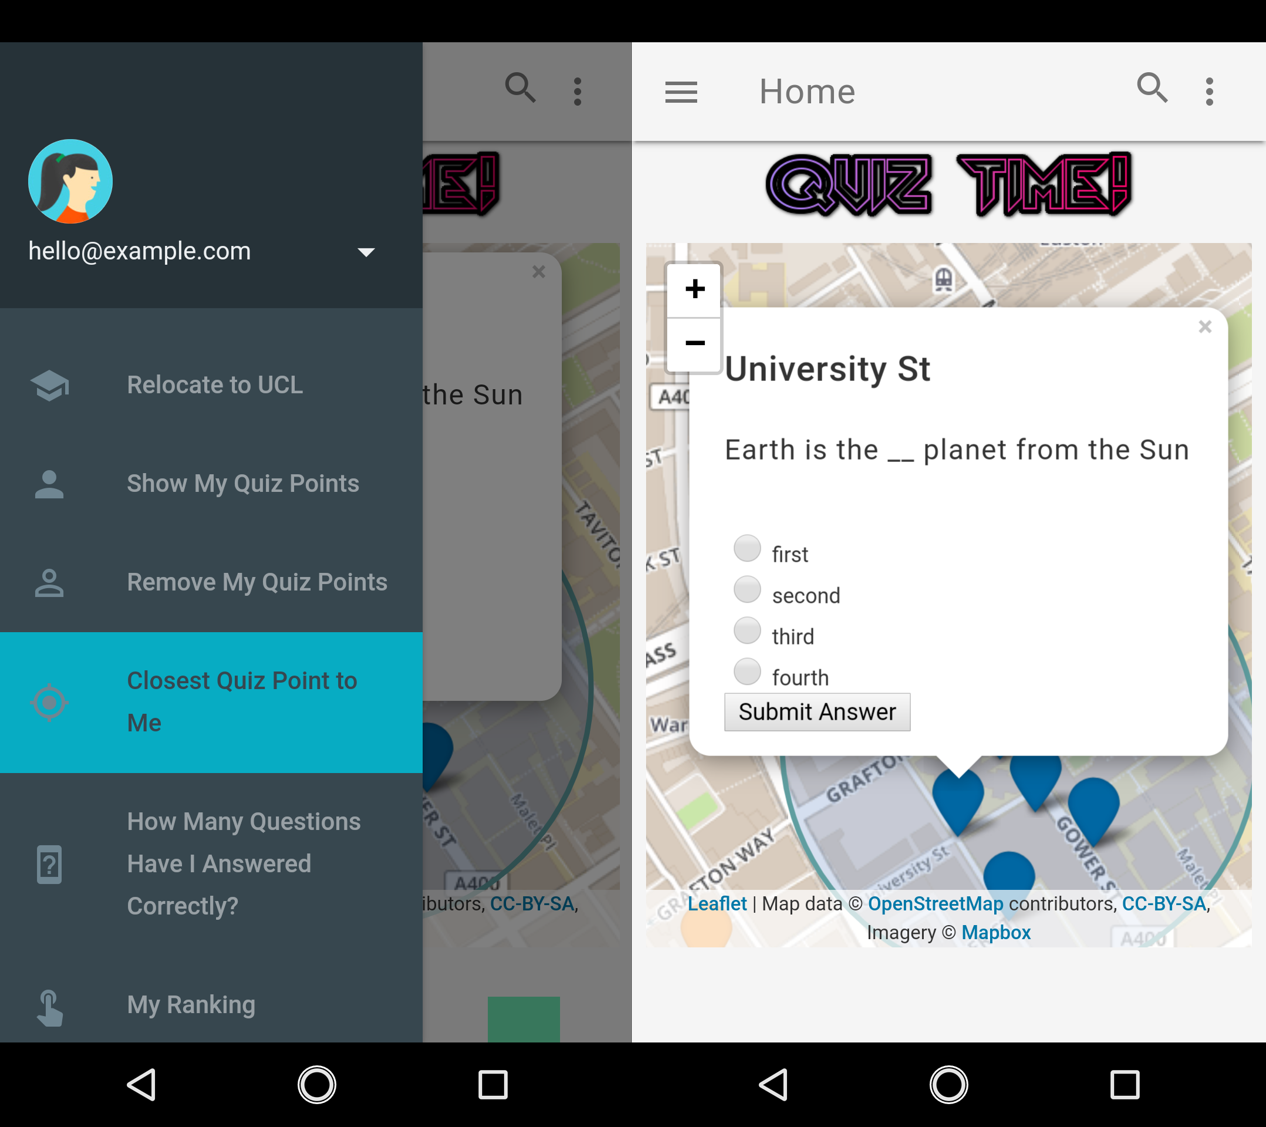 hello@example.com
Relocate to UCL
Show My Quiz Points
Remove My Quiz Points
Closest Quiz Point to
Me
How Many Questions
Have I Answered
Correctly?
My Ranking
the Sun
TAVITO
ER ST
Malet Pl
A400
ibutors, CC-BY-SA,
Home
QUIZ TIME!
+
−
A40
ST
K ST
ASS
War
University St
Earth is the __ planet from the Sun
first
second
third
fourth
Submit Answer
GRAFTON
GRAFTON WAY
University St
GOWER ST
Malet
A400
Leaflet | Map data © OpenStreetMap contributors, CC-BY-SA,
Imagery © Mapbox